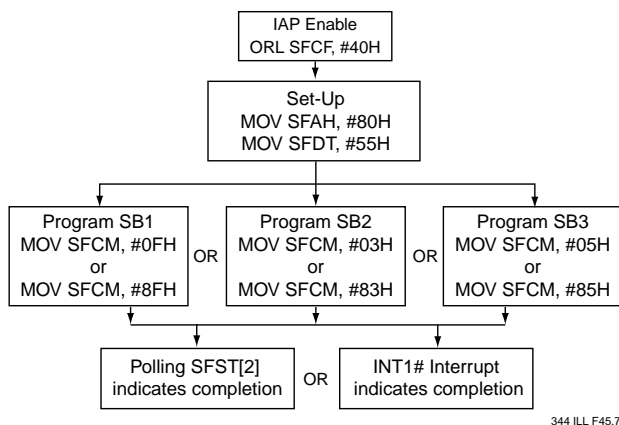 IAP Enable
ORL SFCF, #40H
Set-Up
MOV SFAH, #80H
MOV SFDT, #55H
Program SB1
MOV SFCM, #0FH
or
MOV SFCM, #8FH
OR
Program SB2
MOV SFCM, #03H
or
MOV SFCM, #83H
OR
Program SB3
MOV SFCM, #05H
or
MOV SFCM, #85H
Polling SFST[2]
indicates completion
OR
INT1# Interrupt
indicates completion
344 ILL F45.7